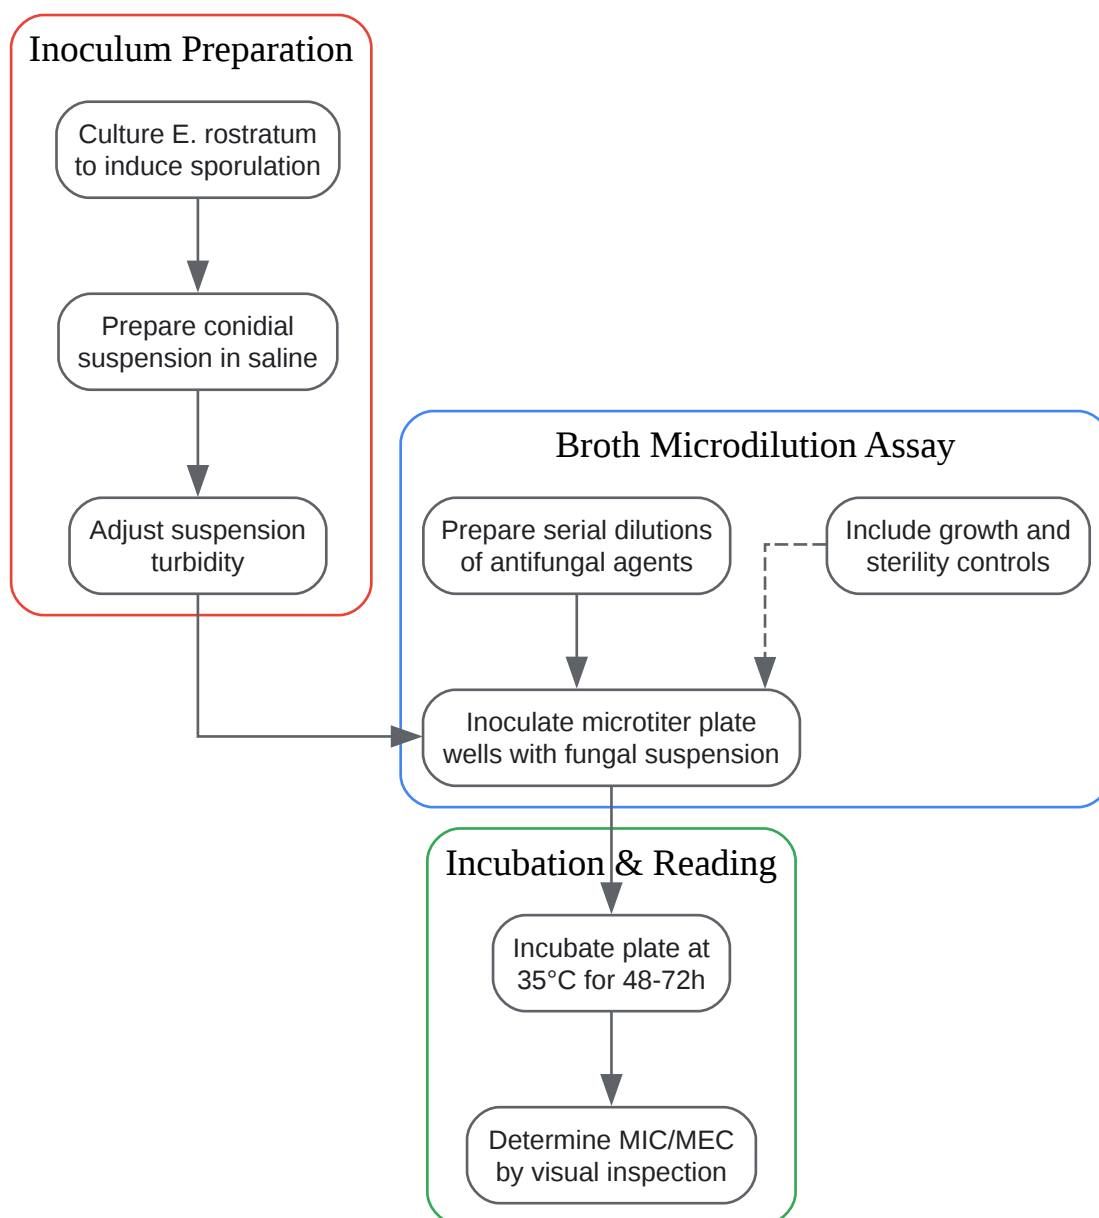 Inoculum Preparation
Culture E. rostratum
to induce sporulation
Prepare conidial
suspension in saline
Adjust suspension
turbidity
Broth Microdilution Assay
Prepare serial dilutions
of antifungal agents
Include growth and
sterility controls
Inoculate microtiter plate
wells with fungal suspension
Incubation & Reading
Incubate plate at
35°C for 48-72h
Determine MIC/MEC
by visual inspection